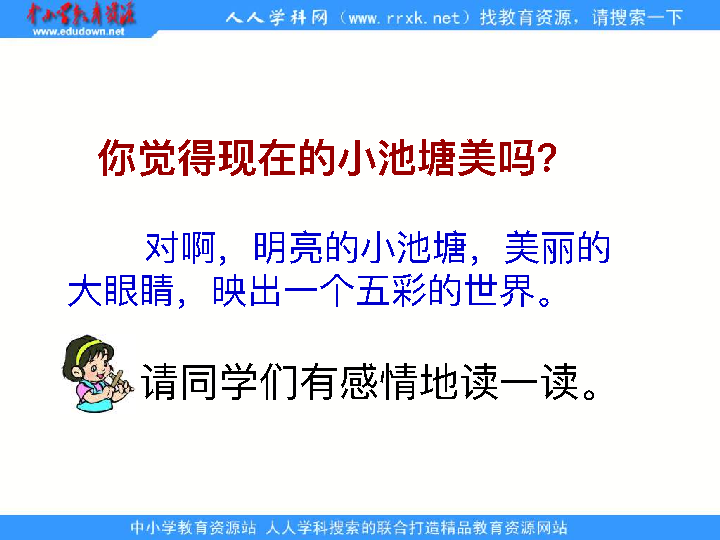 中小学教育资源
www.edudown.net
人人学科网（www.rrxk.net）找教育资源，请搜索一下
你觉得现在的小池塘美吗?
对啊，明亮的小池塘，美丽的
大眼睛，映出一个五彩的世界。
请同学们有感情地读一读。
中小学教育资源站 人人学科搜索的联合打造精品教育资源网站